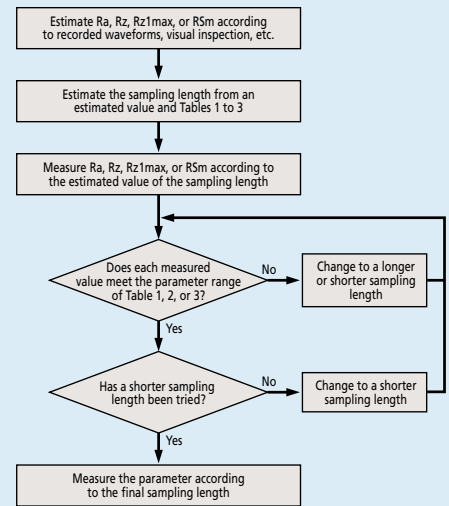 Estimate Ra, Rz, Rz1max, or RSm according
to recorded waveforms, visual inspection, etc.
Estimate the sampling length from an
estimated value and Tables 1 to 3
Measure Ra, Rz, Rz1max, or RSm according to
the estimated value of the sampling length
Does each measured
value meet the parameter range
of Table 1, 2, or 3?
No
Change to a longer
or shorter sampling
length
Yes
Has a shorter sampling
length been tried?
No
Change to a shorter
sampling length
Yes
Measure the parameter according
to the final sampling length